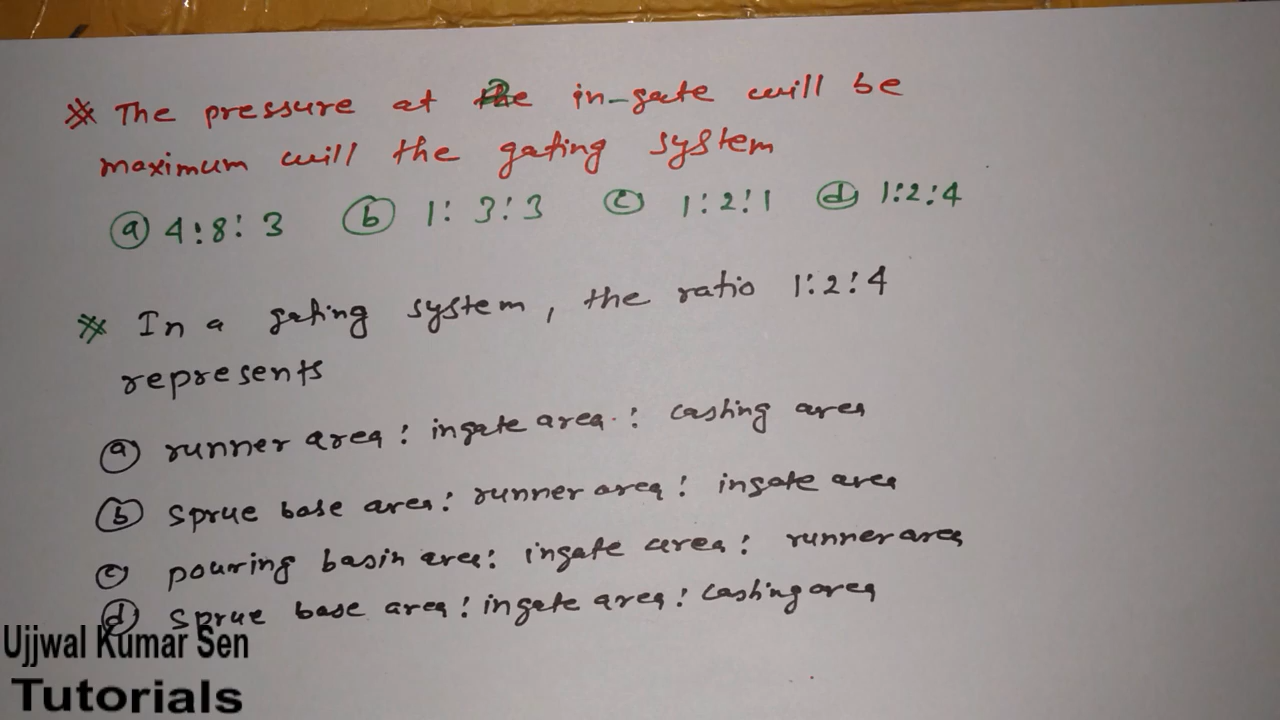 * The pressure at the in-gate will be
maximum will the gating system
(a) 4:8:3 (b) 1:3:3 (c) 1:2:1 (d) 1:2:4
* In a gating system, the ratio 1:2:4
represents
(a) runner area : ingate area : casting area
(b) sprue base area : runner area : ingate area
(c) pouring basin area : ingate area : runner area
(d) sprue base area : ingate area : casting area
Ujjwal Kumar Sen
Tutorials